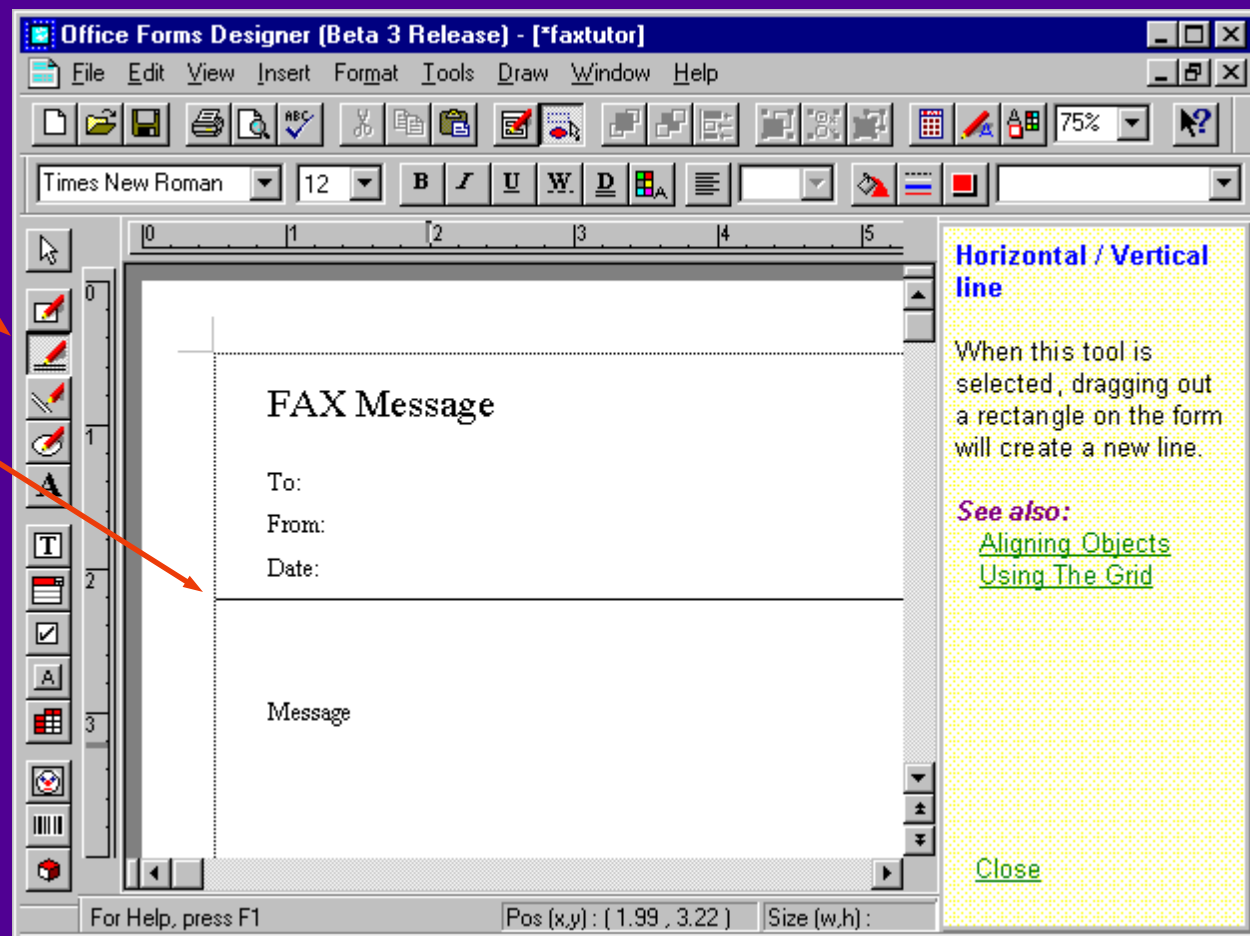 Office Forms Designer (Beta 3 Release) - [*faxtutor]
File Edit View Insert Format Tools Draw Window Help
ABC 75% ?
Times New Roman 12 B I U W D A
0 1 2 3 4 5
Horizontal / Vertical
line
When this tool is
selected, dragging out
a rectangle on the form
will create a new line.
See also:
Aligning Objects
Using The Grid
Close
0
1
2
3
A
T
A
FAX Message
To:
From:
Date:
Message
For Help, press F1 Pos (x,y) : ( 1.99 , 3.22 ) Size (w,h) :